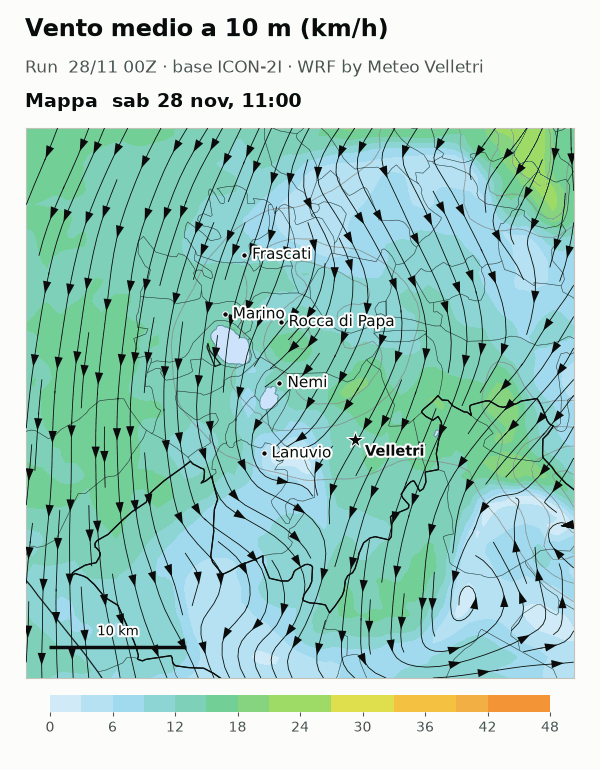 Vento medio a 10 m (km/h)
Run 28/11 00Z · base ICON-2I · WRF by Meteo Velletri
Mappa sab 28 nov, 11:00
Frascati
Marino
Rocca di Papa
Nemi
Velletri
Lanuvio
10 km
0 6 12 18 24 30 36 42 48